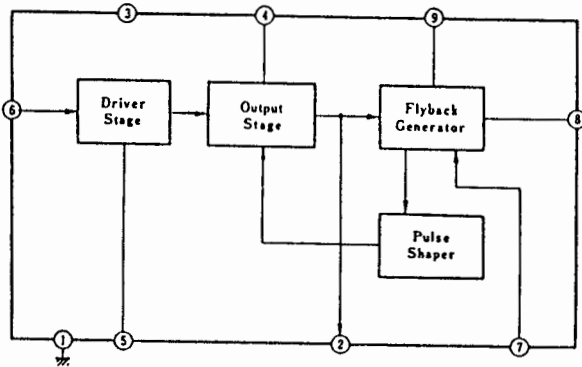 3
4
9
6
Driver
Stage
Output
Stage
Flyback
Generator
8
Pulse
Shaper
1
5
2
7